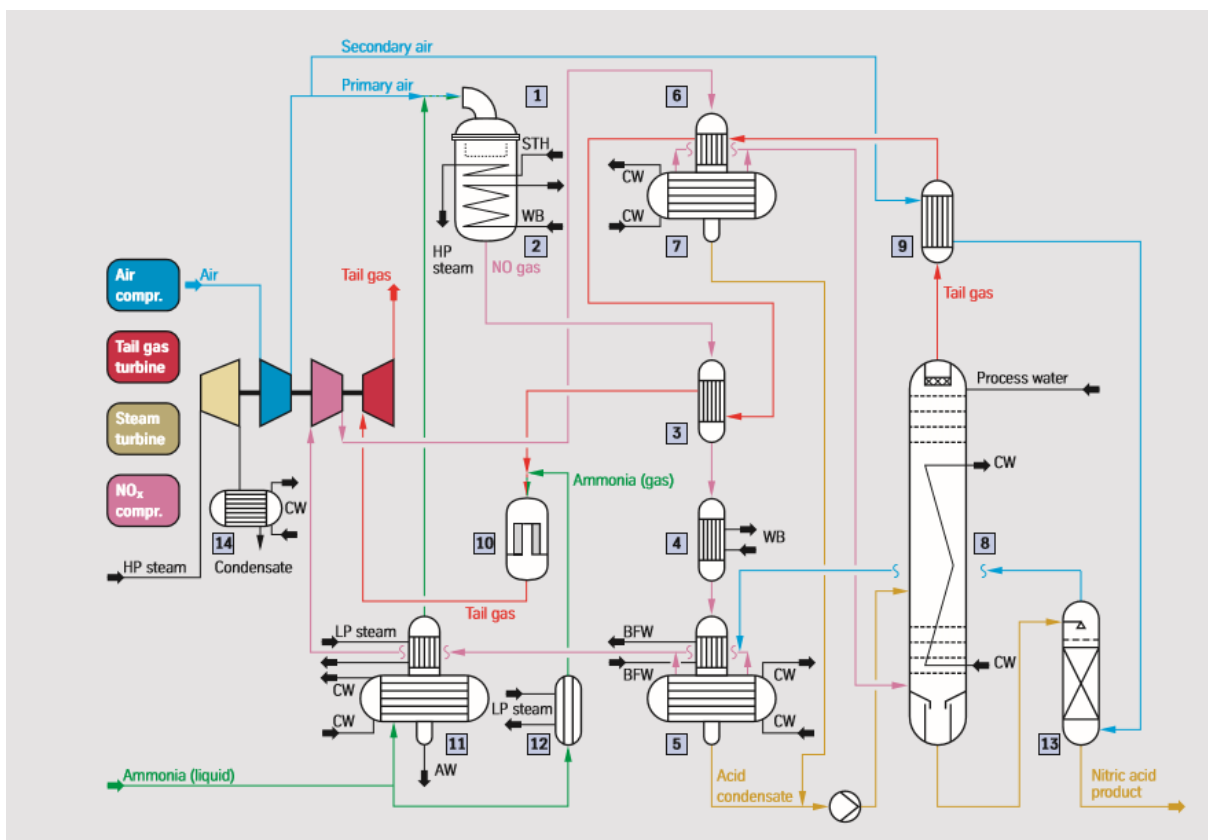 Secondary air
Primary air
1
6
STH
CW
CW
WB
2
7
9
HP
steam
NO gas
Air
compr.
Air
Tail gas
Tail gas
Tail gas
turbine
Process water
3
Steam
turbine
CW
Ammonia (gas)
NOx
compr.
CW
10
4
WB
8
14
HP steam
Condensate
Tail gas
LP steam
BFW
CW
BFW
CW
CW
LP steam
CW
CW
11
12
5
13
AW
Ammonia (liquid)
Acid
condensate
Nitric acid
product